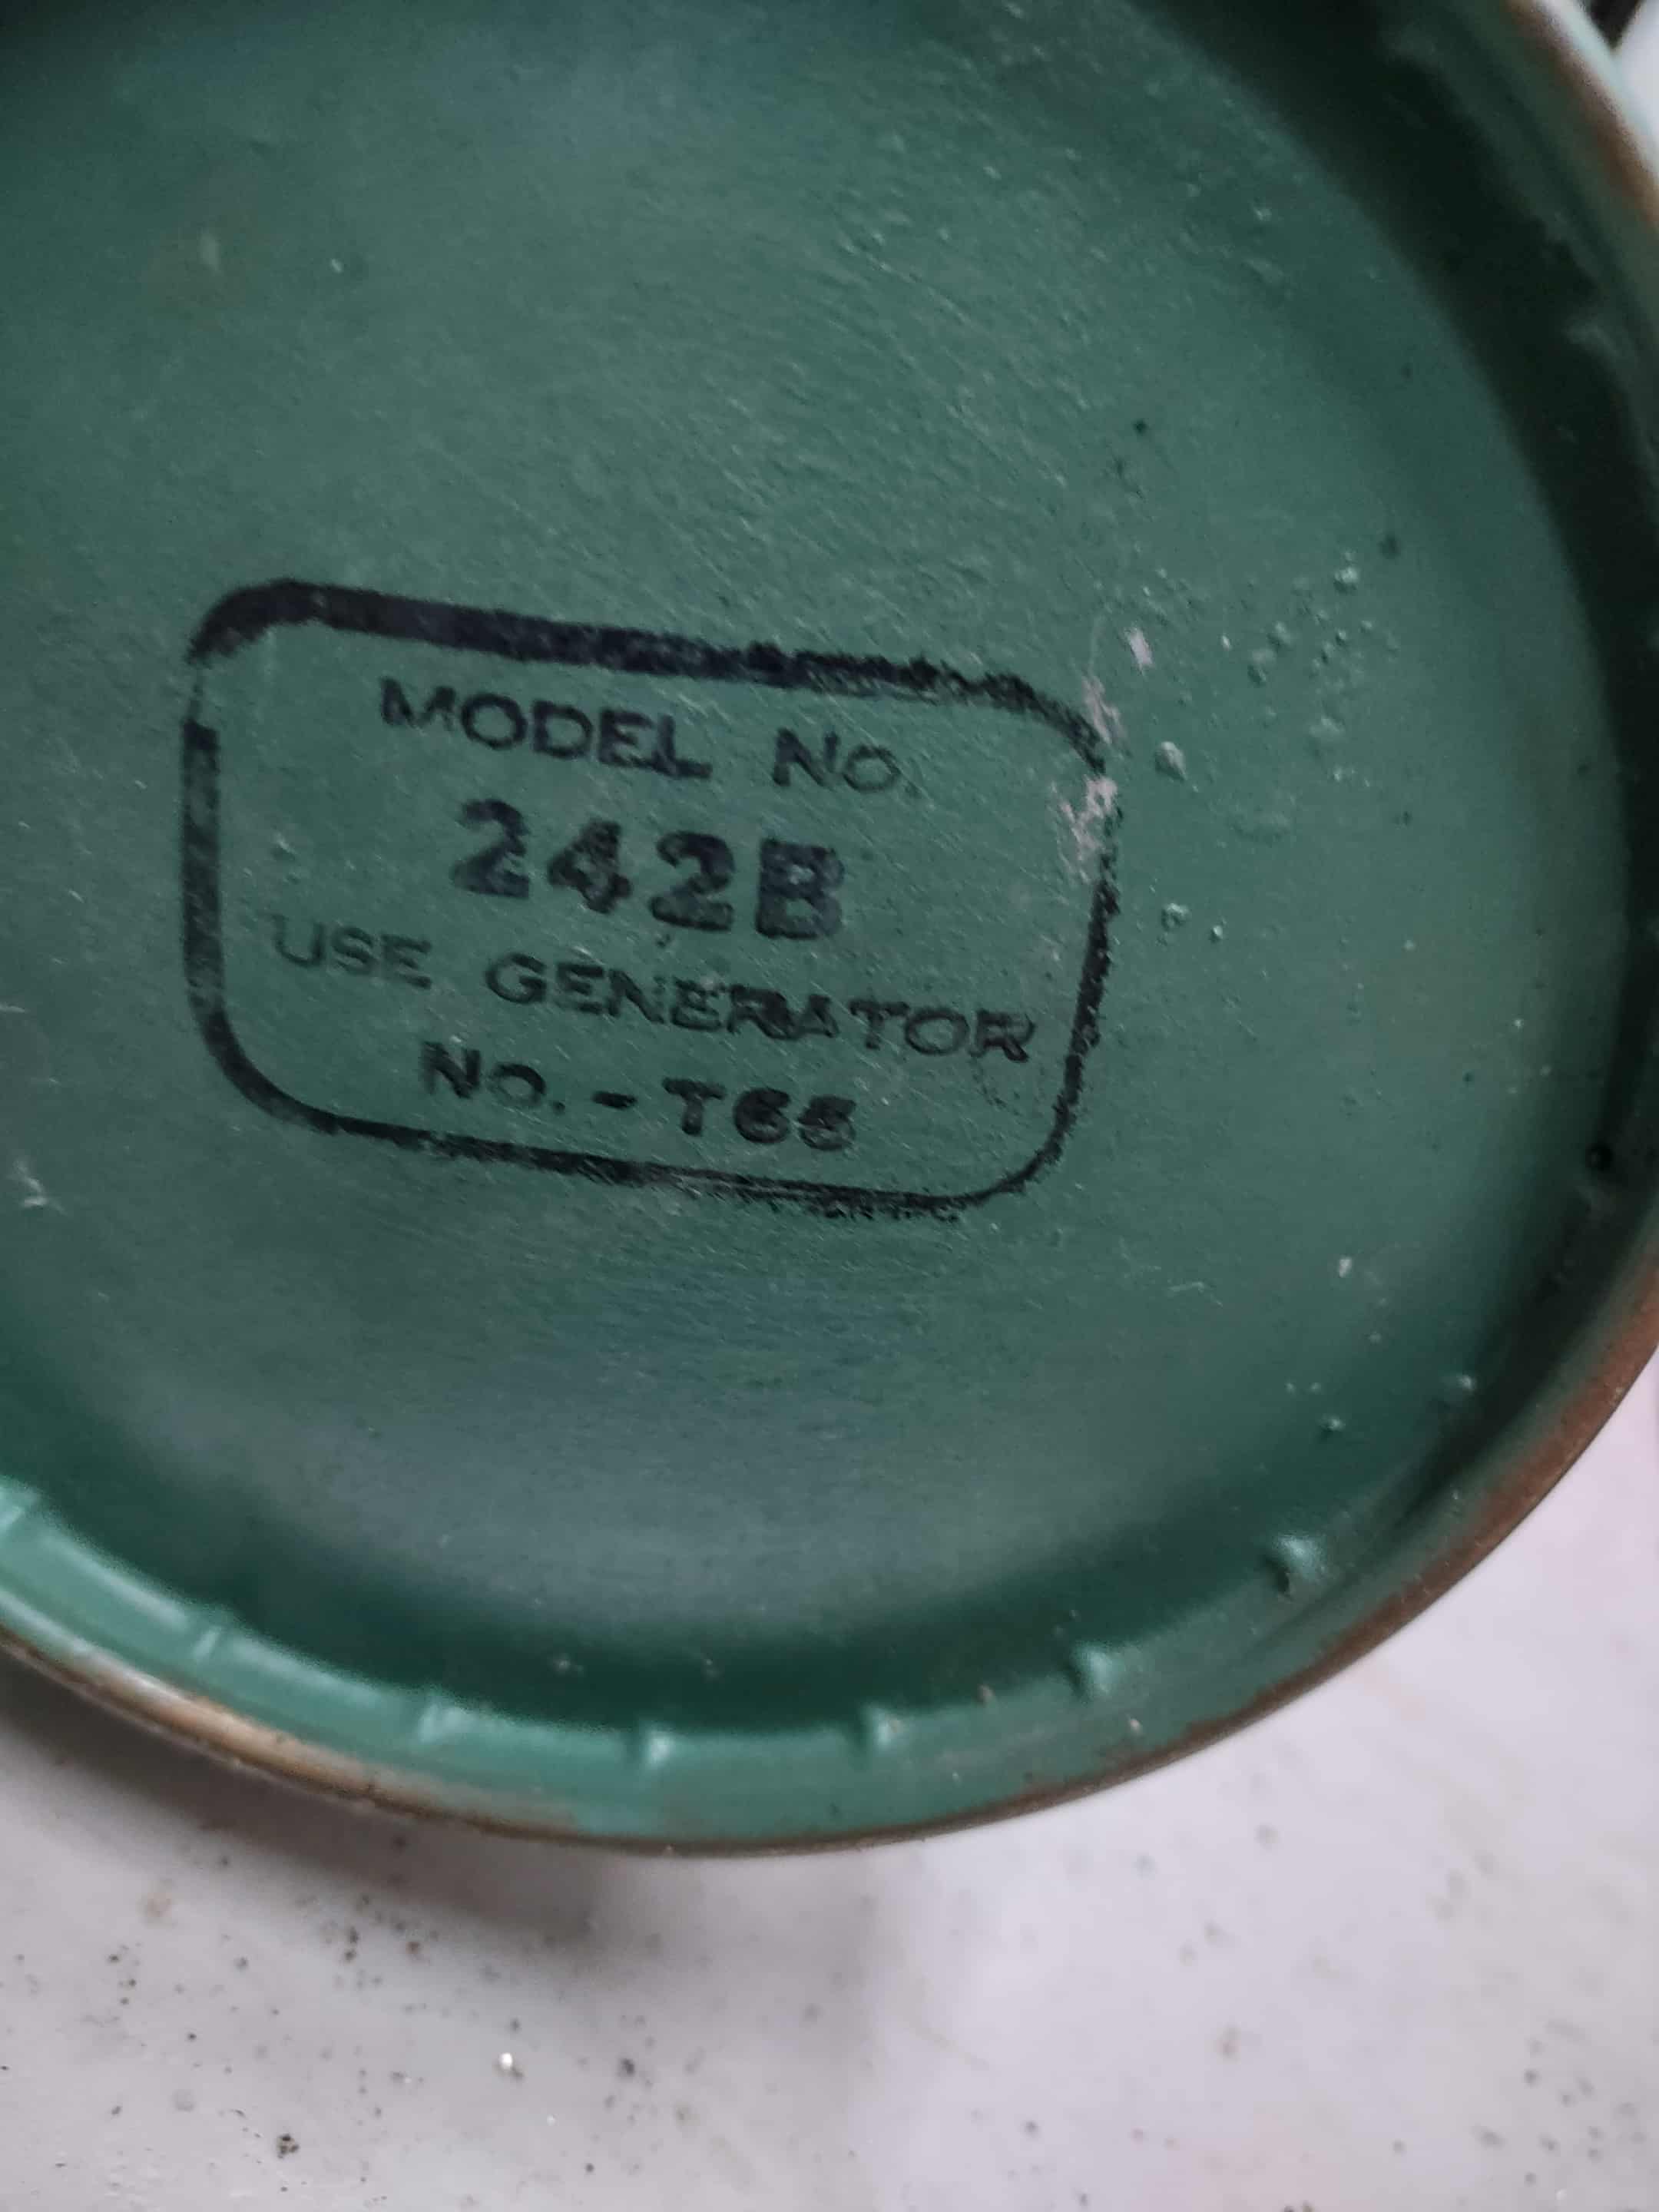 MODEL No.
242B
USE GENERATOR
NO.-T66